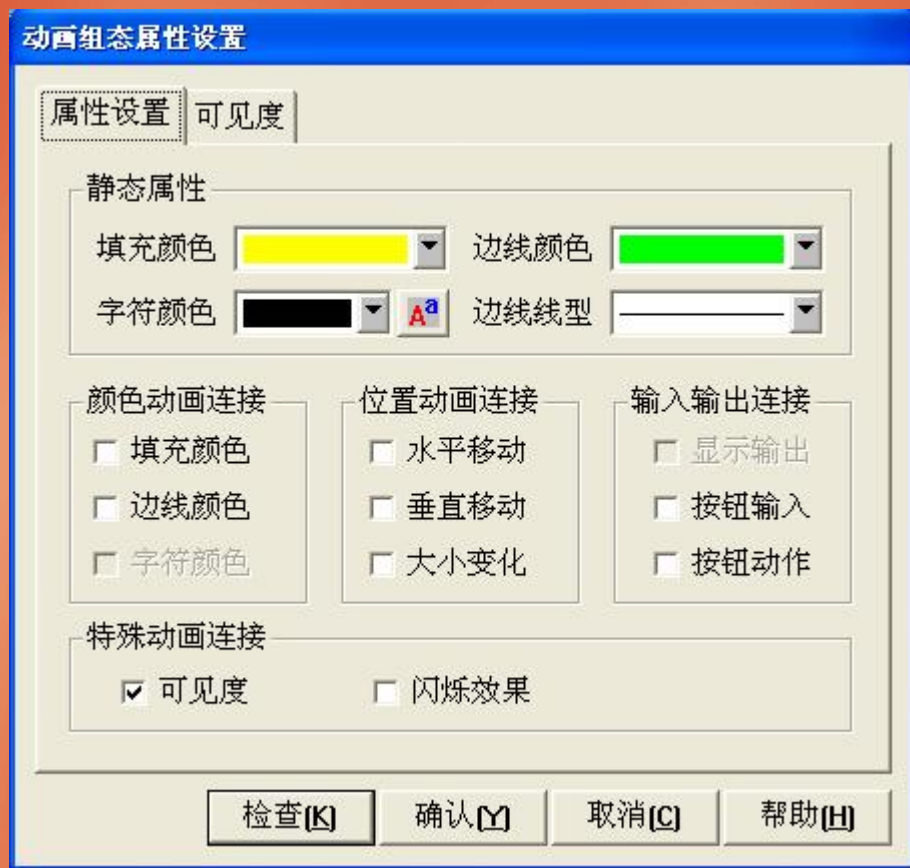 动画组态属性设置
属性设置 可见度
静态属性
填充颜色 边线颜色
字符颜色 Aa 边线线型
颜色动画连接 位置动画连接 输入输出连接
填充颜色 水平移动 显示输出
边线颜色 垂直移动 按钮输入
字符颜色 大小变化 按钮动作
特殊动画连接
可见度 闪烁效果
检查(K) 确认(Y) 取消(C) 帮助(H)